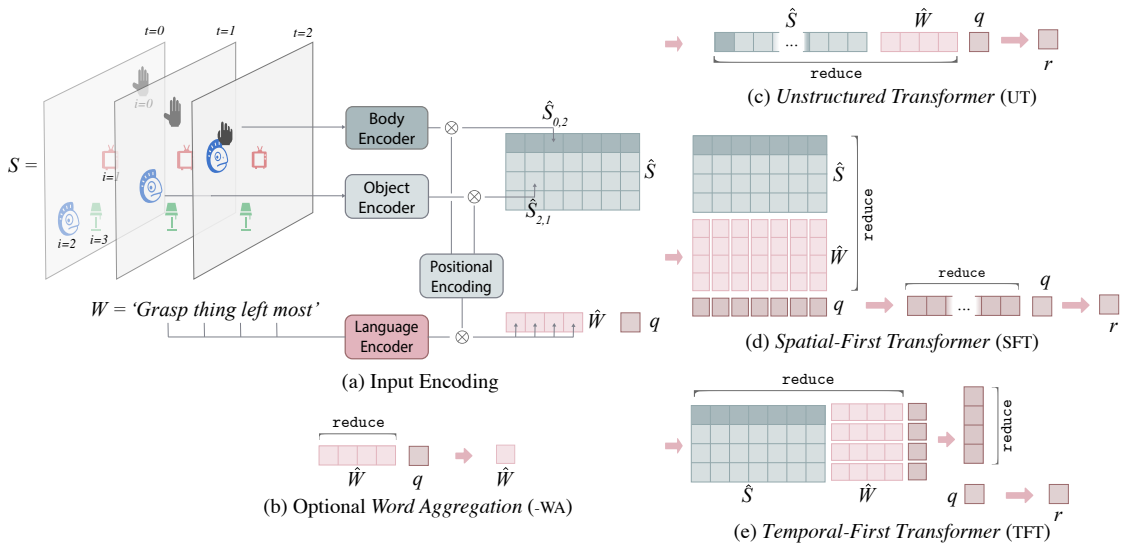 t=0
t=1
t=2
i=0
i=1
i=2
i=3
S =
Body
Encoder
Object
Encoder
Ŝ0,2
Ŝ
Ŝ2,1
Positional
Encoding
W = ‘Grasp thing left most’
Language
Encoder
Ŵ
q
(a) Input Encoding
reduce
Ŵ
q
Ŵ
(b) Optional Word Aggregation (-WA)
Ŝ
Ŵ
q
...
reduce
r
(c) Unstructured Transformer (UT)
Ŝ
reduce
Ŵ
q
reduce
q
...
r
(d) Spatial-First Transformer (SFT)
reduce
reduce
Ŝ
Ŵ
q
r
(e) Temporal-First Transformer (TFT)